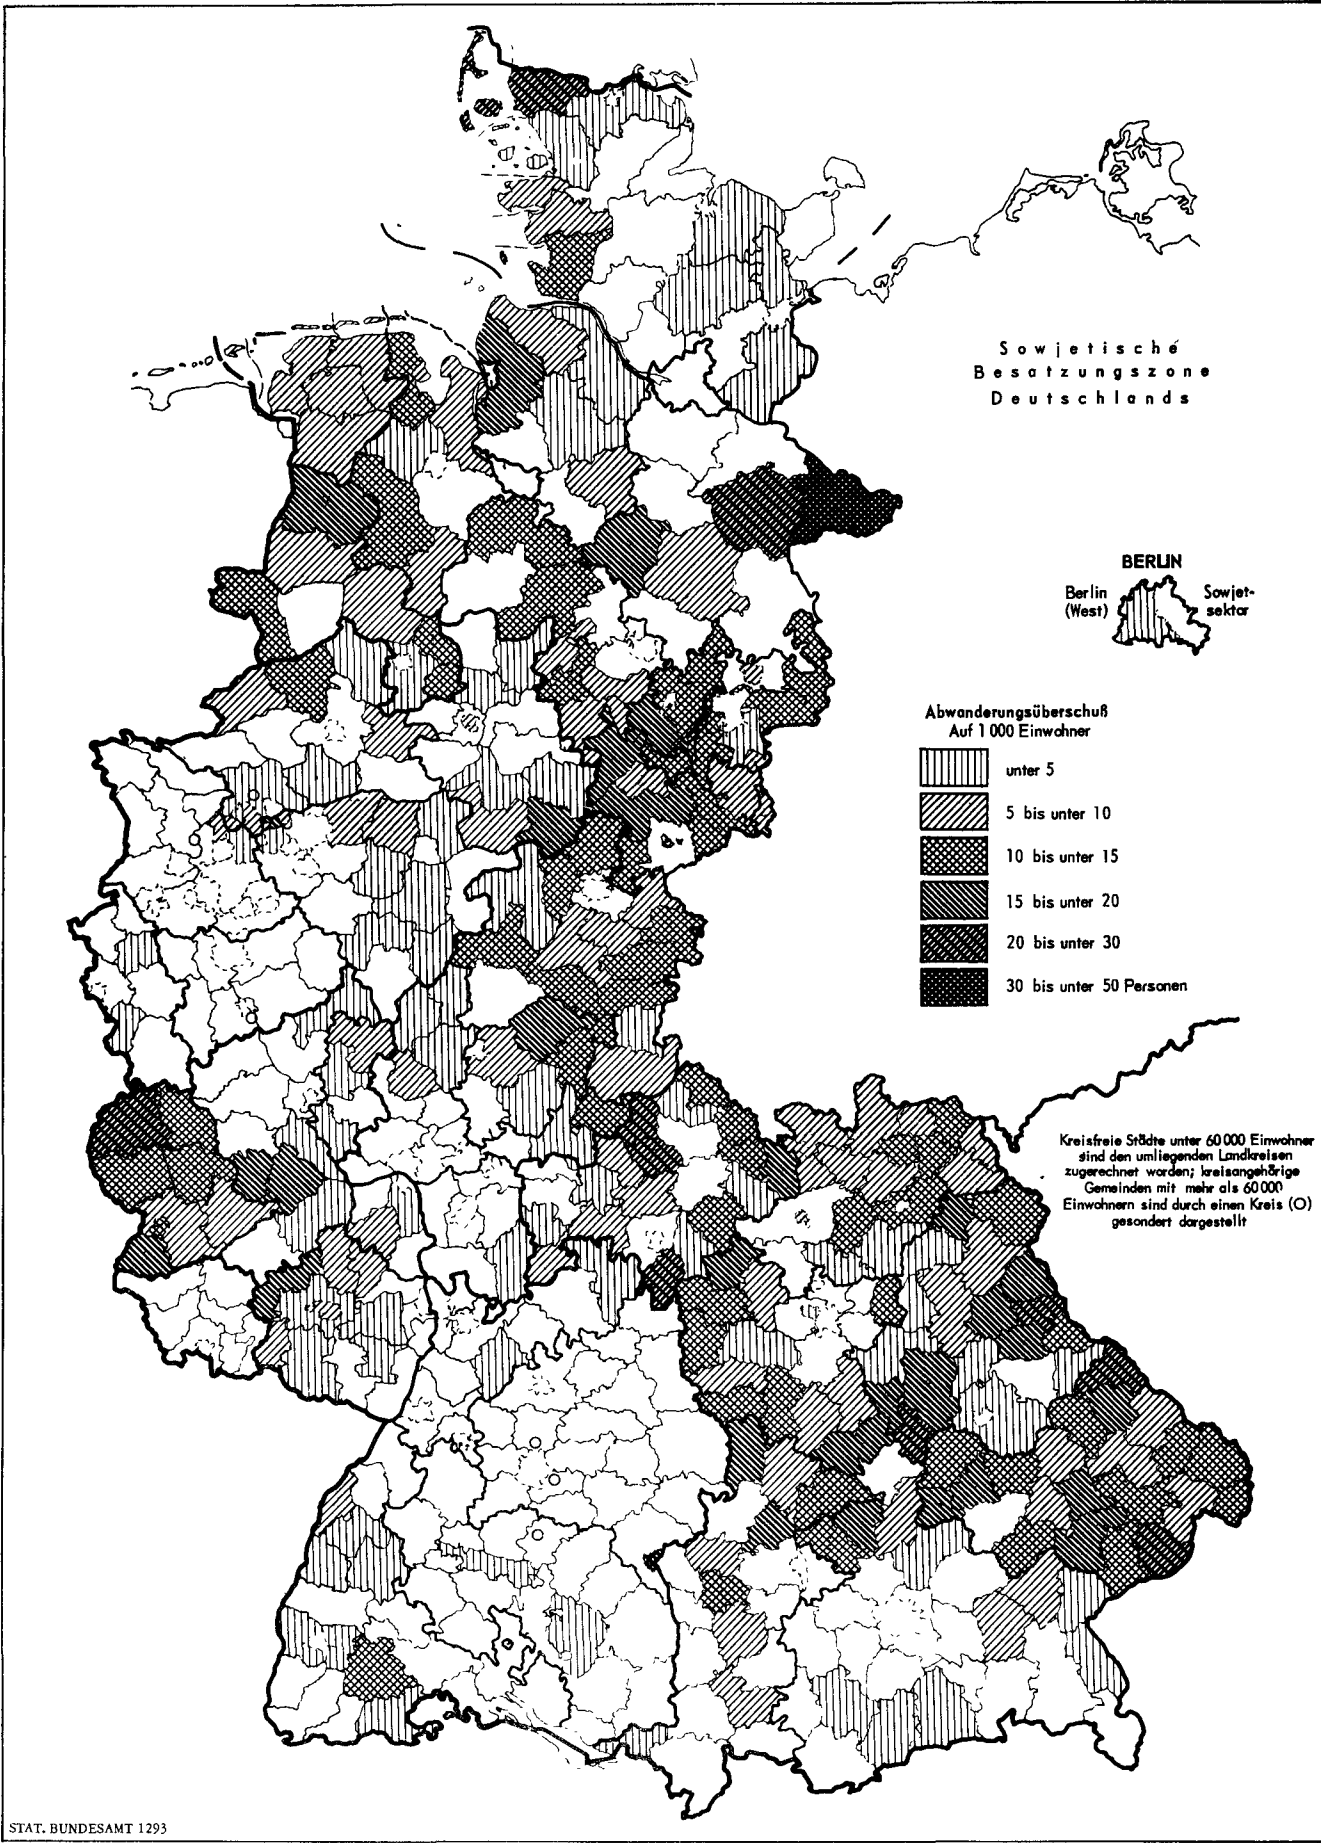 Sowjetische
Besatzungszone
Deutschlands
BERLIN
Berlin
(West)
Sowjet-
sektor
Abwanderungsüberschuß
Auf 1 000 Einwohner
unter 5
5 bis unter 10
10 bis unter 15
15 bis unter 20
20 bis unter 30
30 bis unter 50 Personen
Kreisfreie Städte unter 60 000 Einwohner
sind den umliegenden Landkreisen
zugerechnet worden; kreisangehörige
Gemeinden mit mehr als 60 000
Einwohnern sind durch einen Kreis (O)
gesondert dargestellt
STAT. BUNDESAMT 1293